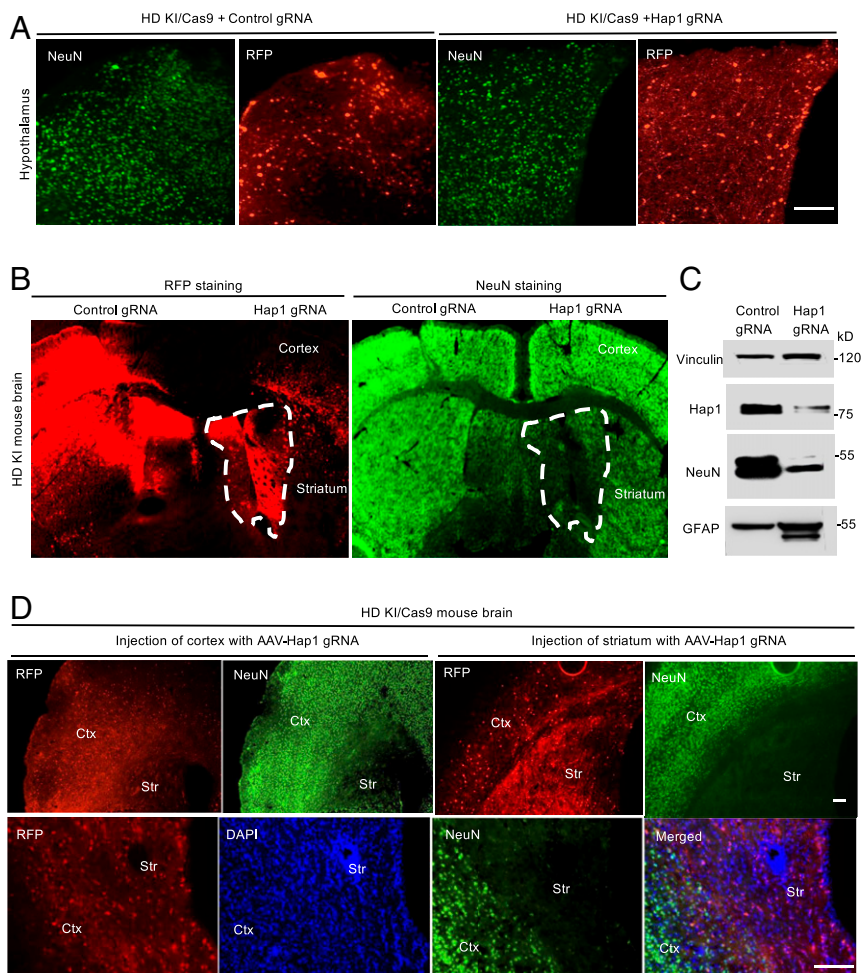 A
HD KI/Cas9 + Control gRNA
HD KI/Cas9 +Hap1 gRNA
Hypothalamus
NeuN
RFP
NeuN
RFP
B
RFP staining
NeuN staining
Control gRNA
Hap1 gRNA
Control gRNA
Hap1 gRNA
HD KI mouse brain
Cortex
Striatum
Cortex
Striatum
C
Control
gRNA
Hap1
gRNA
kD
Vinculin
-120
Hap1
-75
NeuN
-55
GFAP
-55
D
HD KI/Cas9 mouse brain
Injection of cortex with AAV-Hap1 gRNA
Injection of striatum with AAV-Hap1 gRNA
RFP
Ctx
Str
NeuN
Ctx
Str
RFP
Ctx
Str
NeuN
Ctx
Str
RFP
Str
Ctx
DAPI
Str
Ctx
NeuN
Str
Ctx
Merged
Str
Ctx